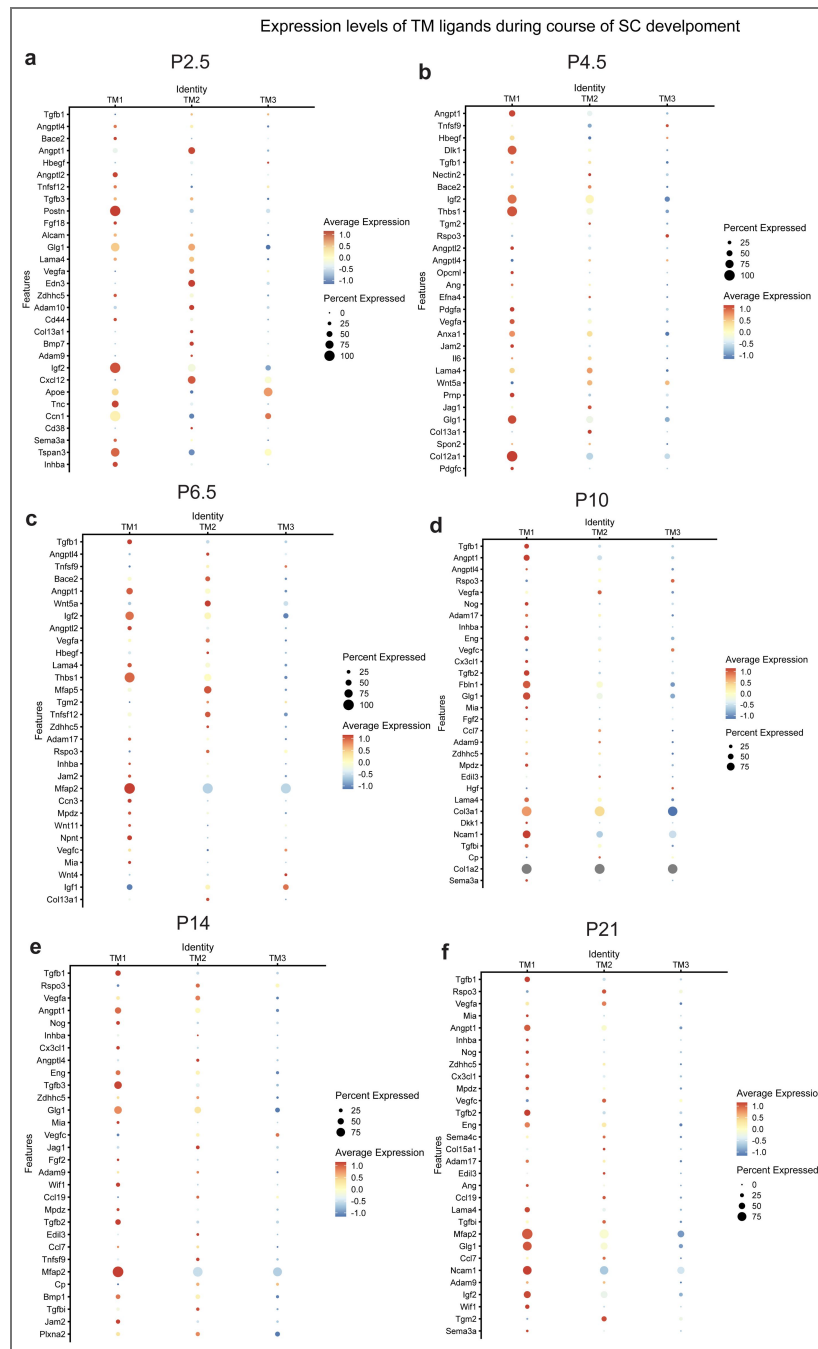 Expression levels of TM ligands during course of SC develpoment
a
P2.5
Identity
TM1 TM2 TM3
Features
Tgfb1
Angptl4
Bace2
Angpt1
Hbegf
Angptl2
Tnfsf12
Tgfb3
Postn
Fgf18
Alcam
Glg1
Lama4
Vegfa
Edn3
Zdhhc5
Adam10
Cd44
Col13a1
Bmp7
Adam9
Igf2
Cxcl12
Apoe
Tnc
Ccn1
Cd38
Sema3a
Tspan3
Inhba
Average Expression
1.0
0.5
0.0
-0.5
-1.0
Percent Expressed
0
25
50
75
100
b
P4.5
Identity
TM1 TM2 TM3
Features
Angpt1
Tnfsf9
Hbegf
Dlk1
Tgfb1
Nectin2
Bace2
Igf2
Thbs1
Tgm2
Rspo3
Angptl2
Angptl4
Opcml
Ang
Efna4
Pdgfa
Vegfa
Anxa1
Jam2
Il6
Lama4
Wnt5a
Prnp
Jag1
Glg1
Col13a1
Spon2
Col12a1
Pdgfc
Percent Expressed
25
50
75
100
Average Expression
1.0
0.5
0.0
-0.5
-1.0
c
P6.5
Identity
TM1 TM2 TM3
Features
Tgfb1
Angptl4
Tnfsf9
Bace2
Angpt1
Wnt5a
Igf2
Angptl2
Vegfa
Hbegf
Lama4
Thbs1
Mfap5
Tgm2
Tnfsf12
Zdhhc5
Adam17
Rspo3
Inhba
Jam2
Mfap2
Ccn3
Mpdz
Wnt11
Npnt
Vegfc
Mia
Wnt4
Igf1
Col13a1
Percent Expressed
25
50
75
100
Average Expression
1.0
0.5
0.0
-0.5
-1.0
P10
d
Identity
TM1 TM2 TM3
Features
Tgfb1
Angpt1
Angptl4
Rspo3
Vegfa
Nog
Adam17
Inhba
Eng
Vegfc
Cx3cl1
Tgfb2
Fbln1
Glg1
Mia
Fgf2
Ccl7
Adam9
Zdhhc5
Mpdz
Edil3
Hgf
Lama4
Col3a1
Dkk1
Ncam1
Tgfbi
Cp
Col1a2
Sema3a
Average Expression
1.0
0.5
0.0
-0.5
-1.0
Percent Expressed
25
50
75
P14
e
Identity
TM1 TM2 TM3
Features
Tgfb1
Rspo3
Vegfa
Angpt1
Nog
Inhba
Cx3cl1
Angptl4
Eng
Tgfb3
Zdhhc5
Glg1
Mia
Vegfc
Jag1
Fgf2
Adam9
Wif1
Ccl19
Mpdz
Tgfb2
Edil3
Ccl7
Tnfsf9
Mfap2
Cp
Bmp1
Tgfbi
Jam2
Plxna2
Percent Expressed
25
50
75
Average Expression
1.0
0.5
0.0
-0.5
-1.0
P21
f
Identity
TM1 TM2 TM3
Features
Tgfb1
Rspo3
Vegfa
Mia
Angpt1
Inhba
Nog
Zdhhc5
Cx3cl1
Mpdz
Vegfc
Tgfb2
Eng
Sema4c
Col15a1
Adam17
Edil3
Ang
Ccl19
Lama4
Tgfbi
Mfap2
Glg1
Ccl7
Ncam1
Adam9
Igf2
Wif1
Tgm2
Sema3a
Average Expression
1.0
0.5
0.0
-0.5
-1.0
Percent Expressed
0
25
50
75